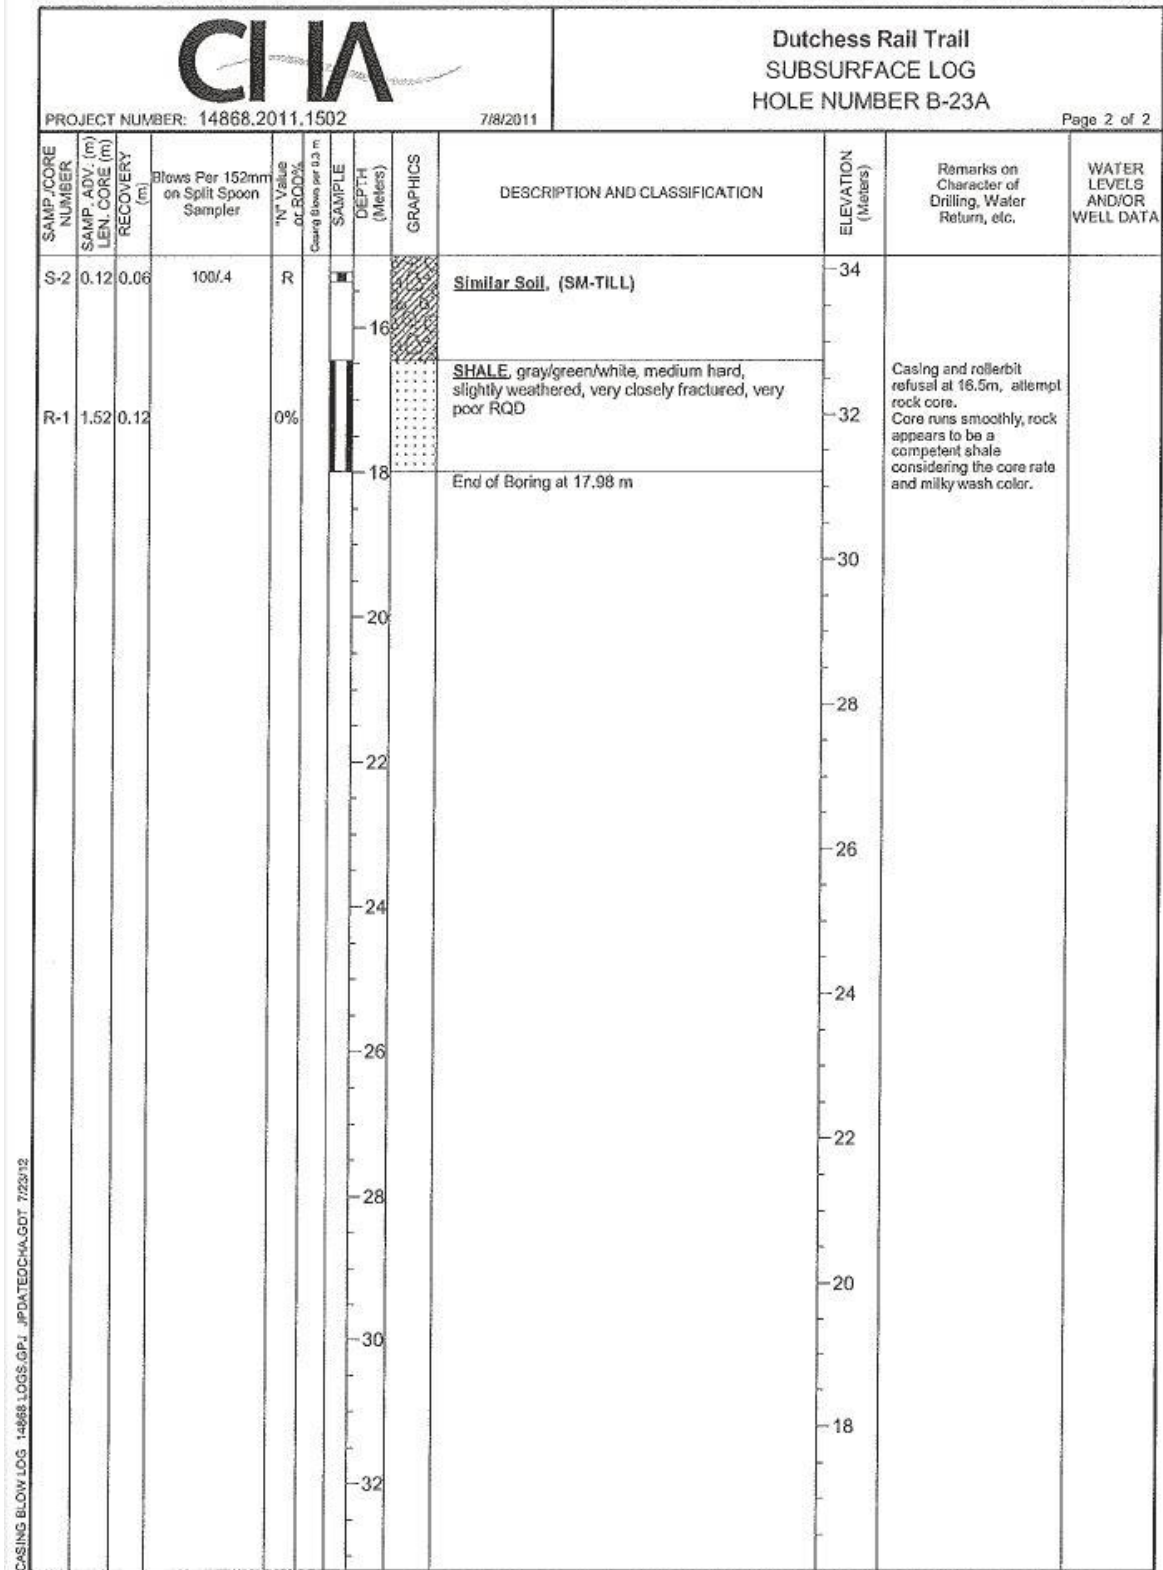 CHA
Dutchess Rail Trail
SUBSURFACE LOG
HOLE NUMBER B-23A
PROJECT NUMBER: 14868.2011.1502
7/8/2011
Page 2 of 2
SAMP./CORE
NUMBER
SAMP. ADV. (m)
LEN. CORE (m)
RECOVERY
(m)
Blows Per 152mm
on Split Spoon
Sampler
"N" Value
or RQD%
Casing Blows per 0.3 m
SAMPLE
DEPTH
(Meters)
GRAPHICS
DESCRIPTION AND CLASSIFICATION
ELEVATION
(Meters)
Remarks on
Character of
Drilling, Water
Return, etc.
WATER
LEVELS
AND/OR
WELL DATA
S-2 0.12 0.06 100/.4 R
Similar Soil, (SM-TILL)
34
16
SHALE, gray/green/white, medium hard,
slightly weathered, very closely fractured, very
poor RQD
Casing and rollerbit
refusal at 16.5m, attempt
rock core.
Core runs smoothly, rock
appears to be a
competent shale
considering the core rate
and milky wash color.
R-1 1.52 0.12 0%
32
18
End of Boring at 17.98 m
30
20
28
22
26
24
24
26
22
28
20
30
18
32
CASING BLOW LOG 14868 LOGS.GPJ JPDATEDCHA.GDT 7/23/12